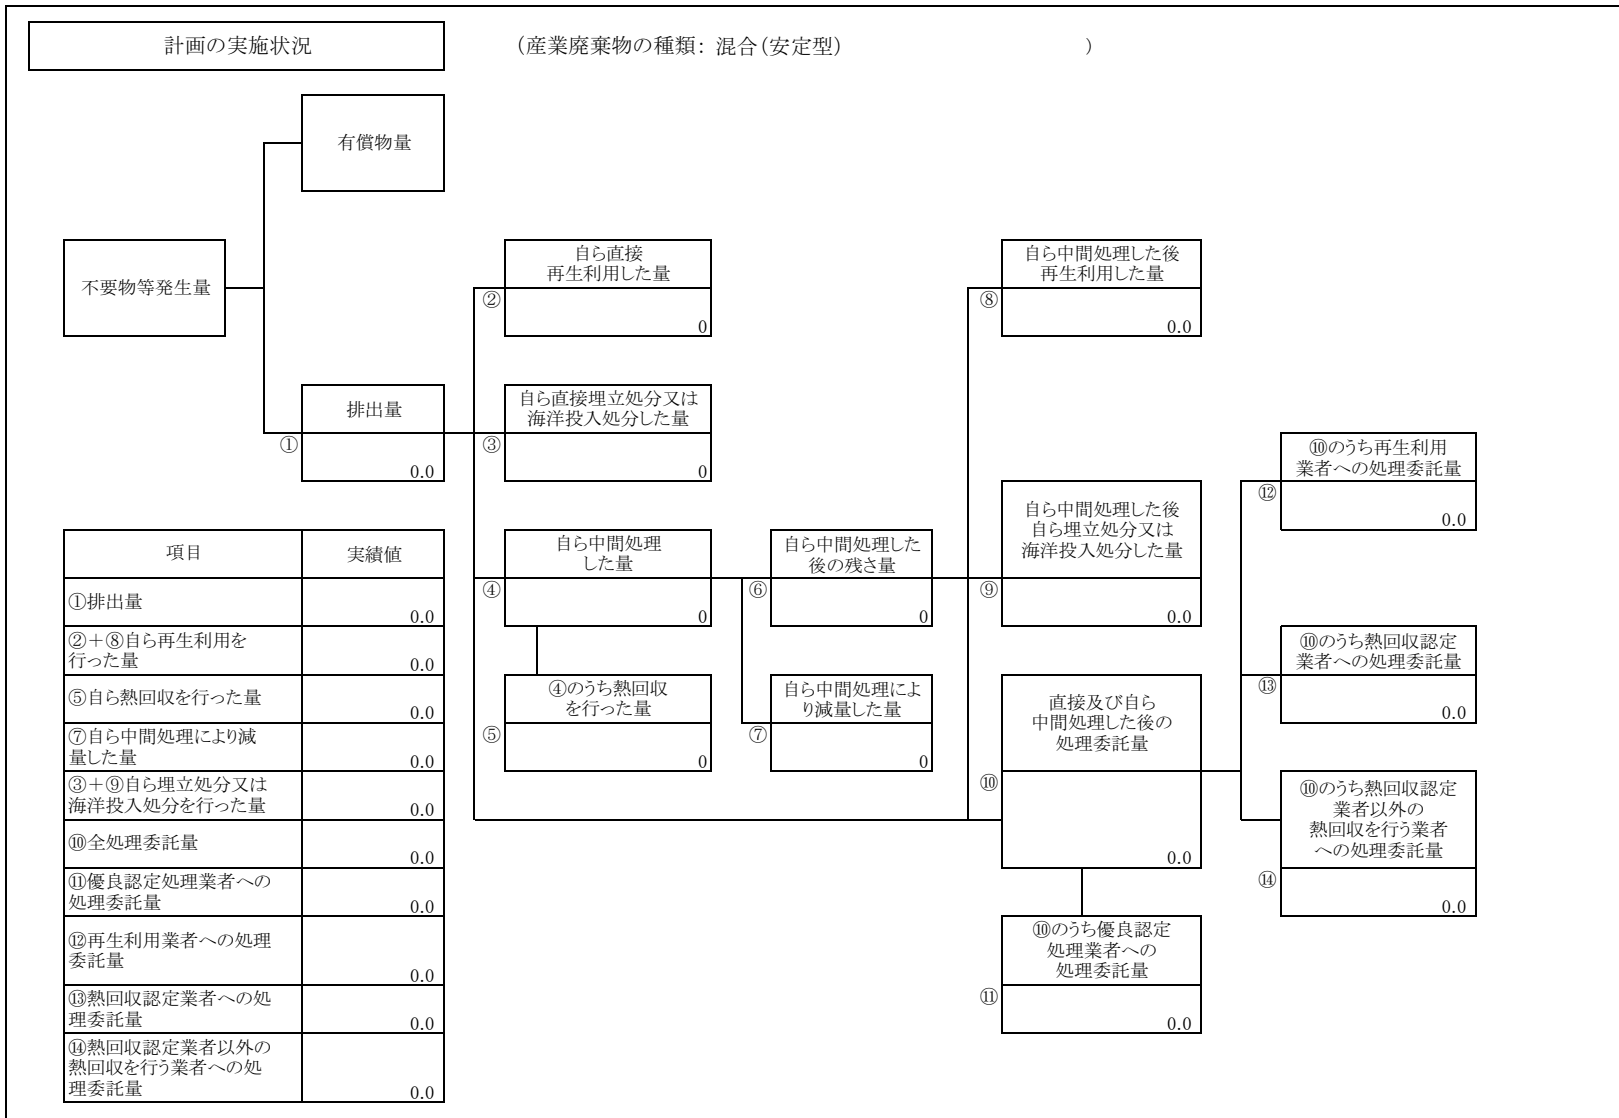 計画の実施状況
（産業廃棄物の種類：混合（安定型）　　　　　　　）
有償物量
不要物等発生量
自ら直接
再生利用した量
②
0
自ら中間処理した後
再生利用した量
⑧
0.0
排出量
①
0.0
自ら直接埋立処分又は
海洋投入処分した量
③
0
⑩のうち再生利用
業者への処理委託量
⑫
0.0
自ら中間処理
した量
④
0
自ら中間処理した
後の残さ量
⑥
0
自ら中間処理した後
自ら埋立処分又は
海洋投入処分した量
⑨
0.0
④のうち熱回収
を行った量
⑤
0
自ら中間処理によ
り減量した量
⑦
0
直接及び自ら
中間処理した後の
処理委託量
⑩
0.0
⑩のうち熱回収認定
業者への処理委託量
⑬
0.0
⑩のうち熱回収認定
業者以外の
熱回収を行う業者
への処理委託量
⑭
0.0
⑩のうち優良認定
処理業者への
処理委託量
⑪
0.0
項目　実績値
①排出量
0.0
②＋⑧自ら再生利用を
行った量
0.0
⑤自ら熱回収を行った量
0.0
⑦自ら中間処理により減
量した量
0.0
③＋⑨自ら埋立処分又は
海洋投入処分を行った量
0.0
⑩全処理委託量
0.0
⑪優良認定処理業者への
処理委託量
0.0
⑫再生利用業者への処理
委託量
0.0
⑬熱回収認定業者への処
理委託量
0.0
⑭熱回収認定業者以外の
熱回収を行う業者への処
理委託量
0.0